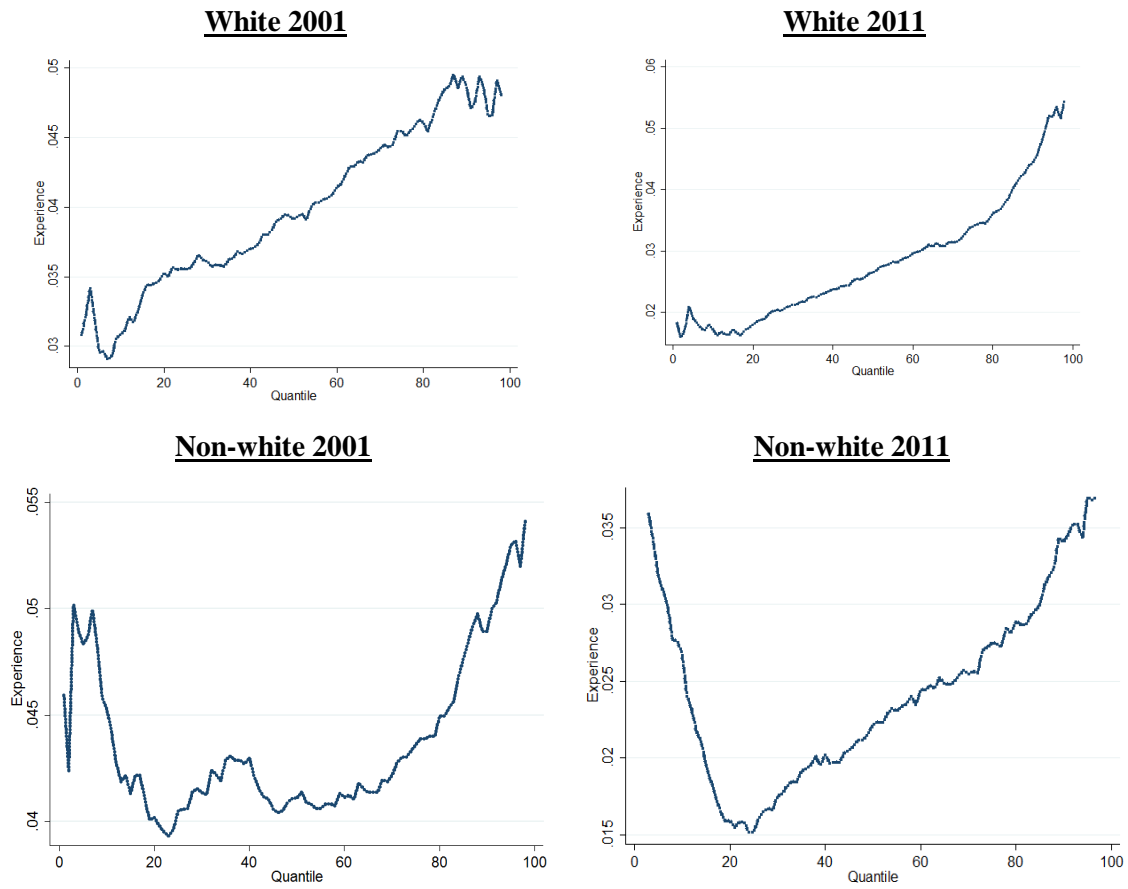 White 2001
White 2011
.05
.045
.04
.035
.03
Experience
0 20 40 60 80 100
Quantile
.06
.05
.04
.03
.02
Experience
0 20 40 60 80 100
Quantile
Non-white 2001
Non-white 2011
.055
.05
.045
.04
Experience
0 20 40 60 80 100
Quantile
.035
.03
.025
.02
.015
Experience
0 20 40 60 80 100
Quantile